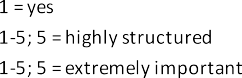 1 = yes
1-5; 5 = highly structured
1-5; 5 = extremely important